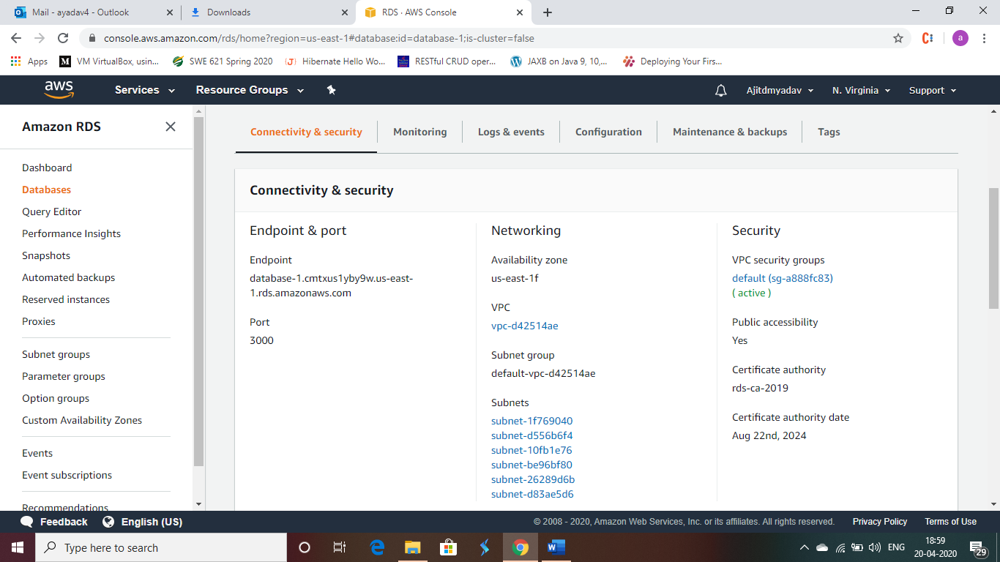 Mail - ayadav4 - Outlook
Downloads
RDS · AWS Console
console.aws.amazon.com/rds/home?region=us-east-1#database:id=database-1;is-cluster=false
a
Apps
VM VirtualBox, usin...
SWE 621 Spring 2020
Hibernate Hello Wo...
RESTful CRUD oper...
JAXB on Java 9, 10,...
Deploying Your Firs...
aws
Services
Resource Groups
Ajitdmyadav
N. Virginia
Support
Amazon RDS
Dashboard
Databases
Query Editor
Performance Insights
Snapshots
Automated backups
Reserved instances
Proxies
Subnet groups
Parameter groups
Option groups
Custom Availability Zones
Events
Event subscriptions
Recommendations
Connectivity & security
Monitoring
Logs & events
Configuration
Maintenance & backups
Tags
Connectivity & security
Endpoint & port
Endpoint
database-1.cmtxus1yby9w.us-east-
1.rds.amazonaws.com
Port
3000
Networking
Availability zone
us-east-1f
VPC
vpc-d42514ae
Subnet group
default-vpc-d42514ae
Subnets
subnet-1f769040
subnet-d556b6f4
subnet-10fb1e76
subnet-be96bf80
subnet-26289d6b
subnet-d83ae5d6
Security
VPC security groups
default (sg-a888fc83)
( active )
Public accessibility
Yes
Certificate authority
rds-ca-2019
Certificate authority date
Aug 22nd, 2024
Feedback
English (US)
© 2008 - 2020, Amazon Web Services, Inc. or its affiliates. All rights reserved.
Privacy Policy
Terms of Use
Type here to search
ENG
18:59
20-04-2020
29